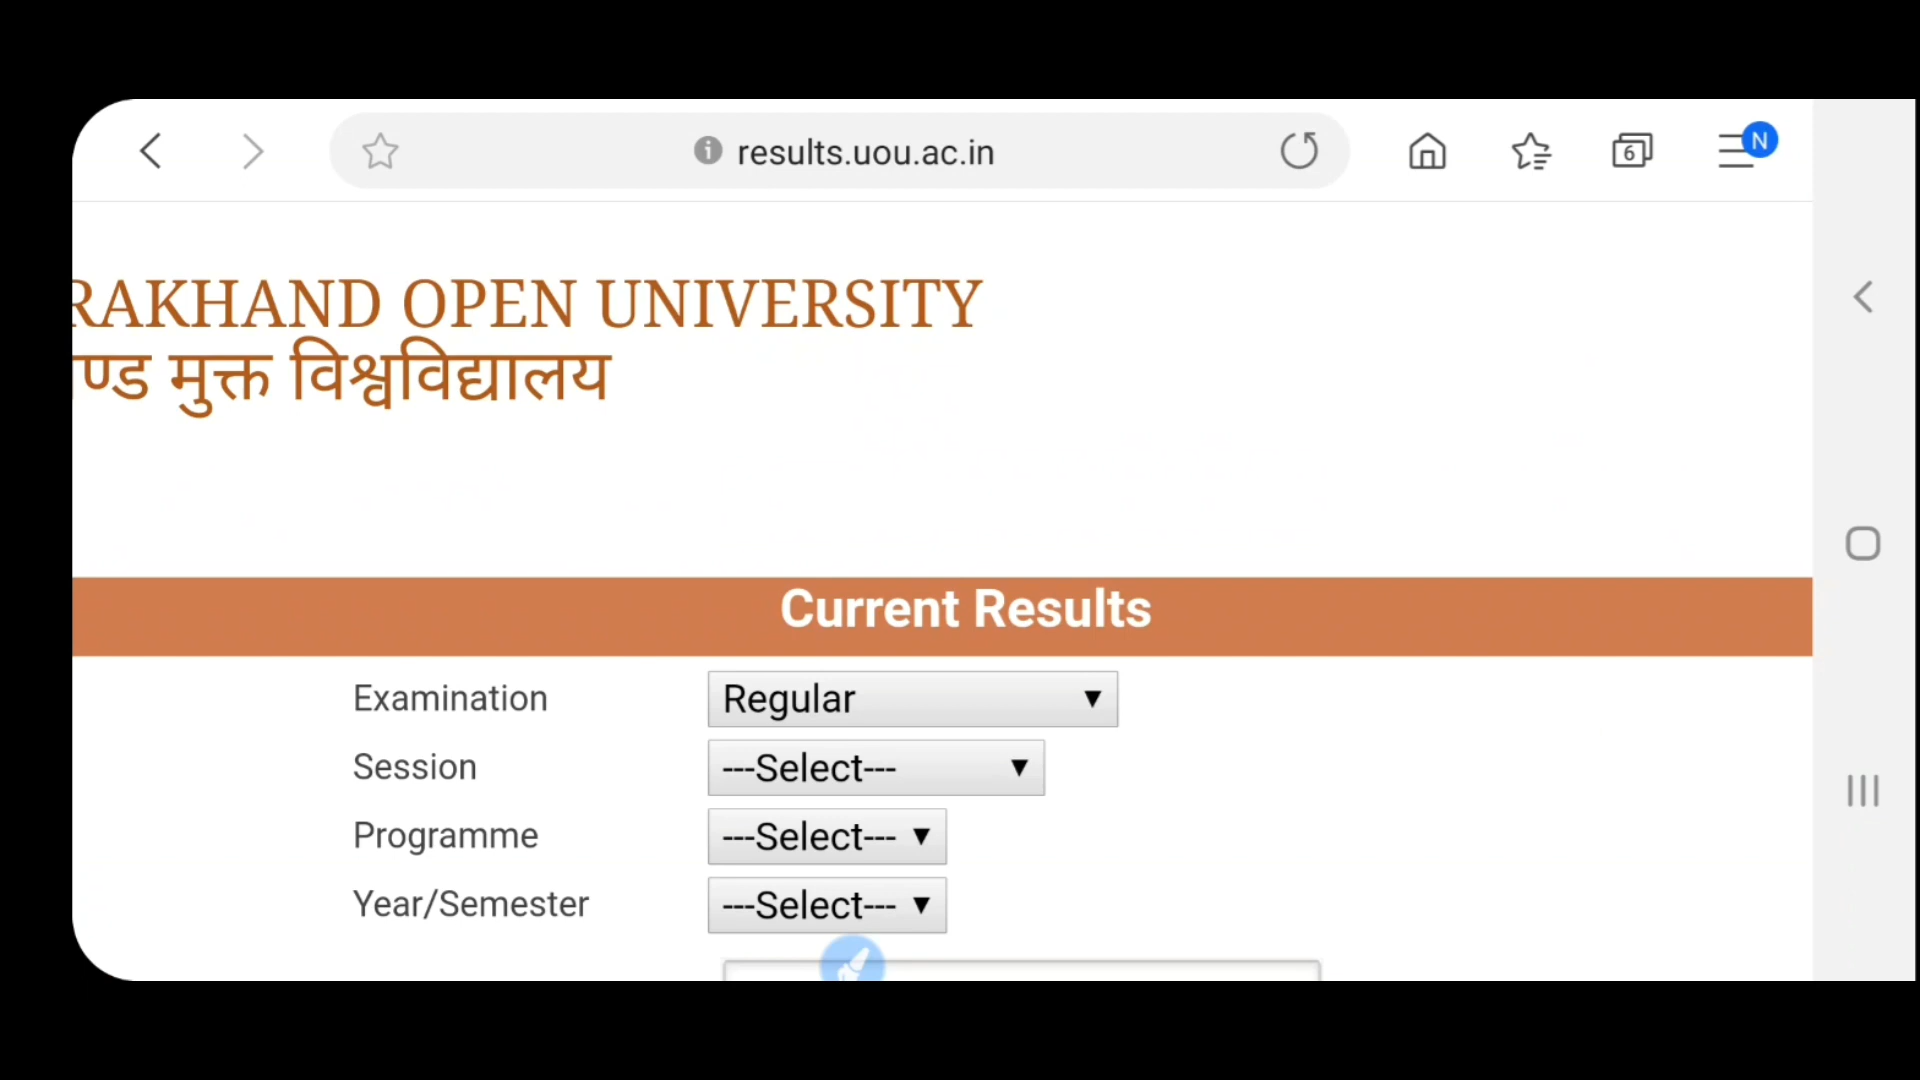 results.uou.ac.in
6
N
RAKHAND OPEN UNIVERSITY
ण्ड मुक्त विश्वविद्यालय
Current Results
Examination Regular
Session ---Select---
Programme ---Select---
Year/Semester ---Select---